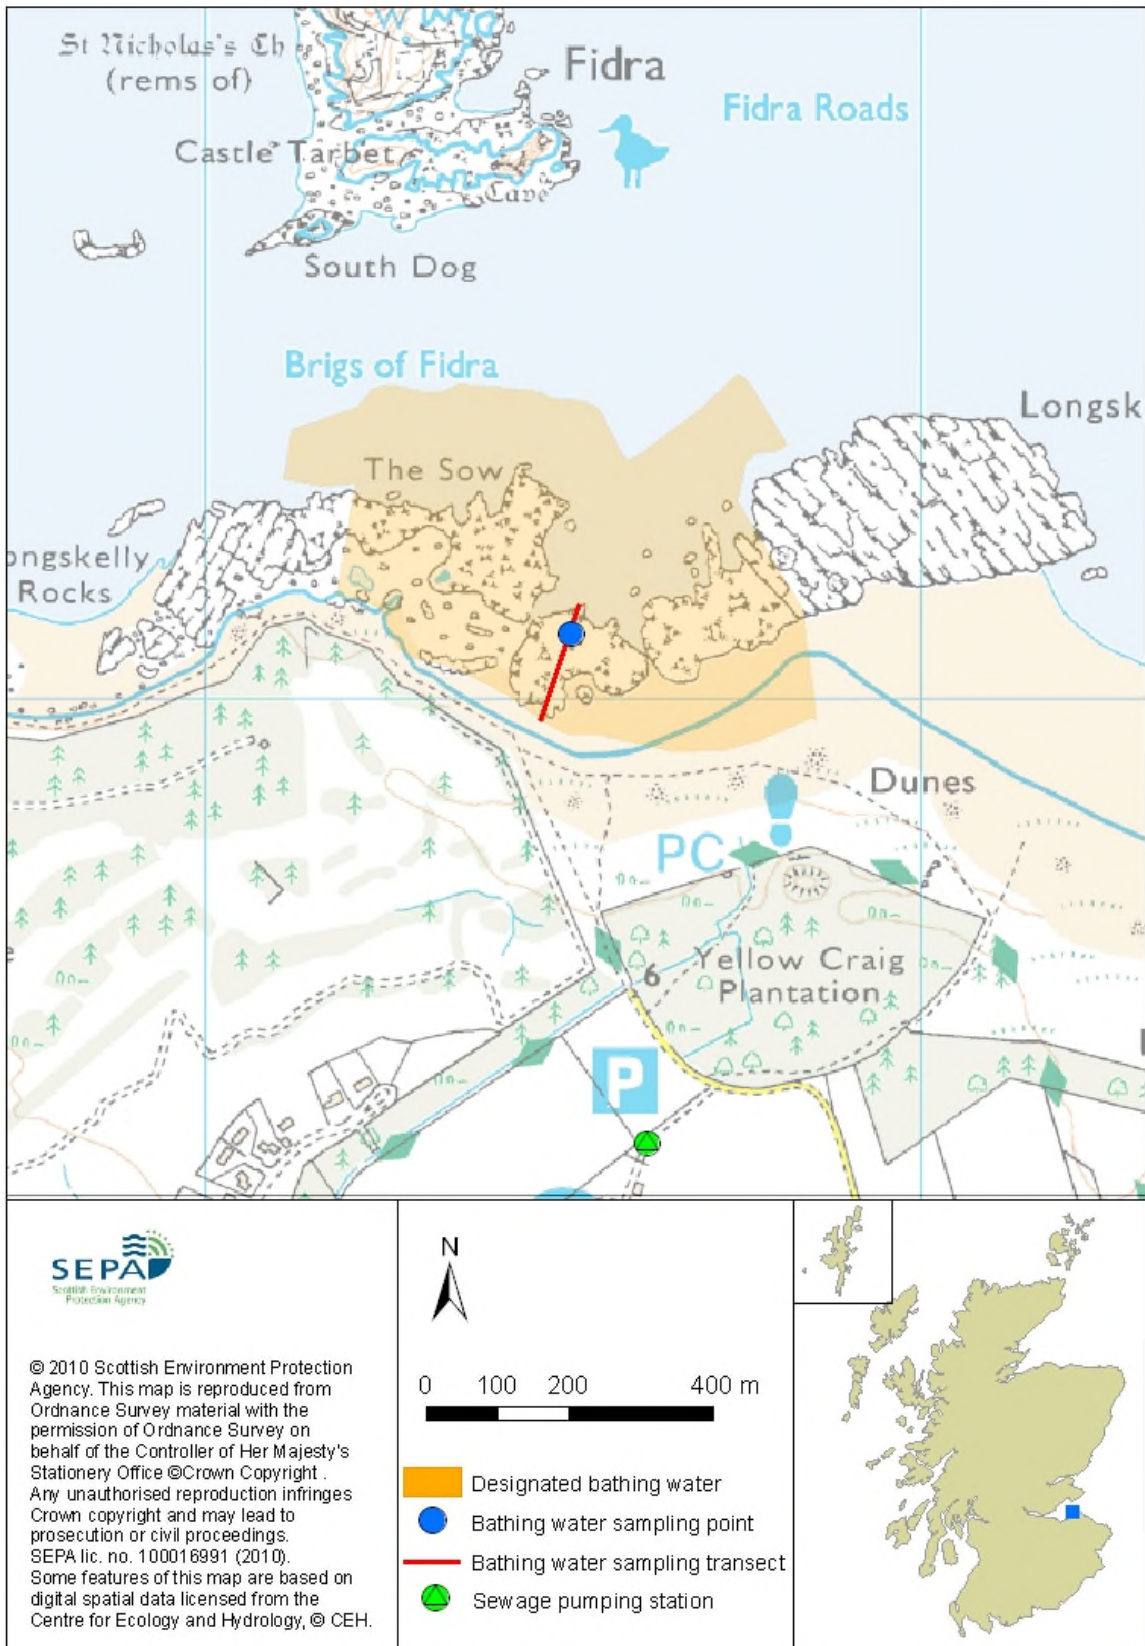 St Nicholas's Ch
(rems of)
Fidra
Fidra Roads
Castle Tarbet
Cave
South Dog
Brigs of Fidra
Longsk
The Sow
ongskelly
Rocks
Dunes
PC
6
Yellow Craig
Plantation
P
SEPA
Scottish Environment
Protection Agency
N
0 100 200 400 m
© 2010 Scottish Environment Protection
Agency. This map is reproduced from
Ordnance Survey material with the
permission of Ordnance Survey on
behalf of the Controller of Her Majesty's
Stationery Office ©Crown Copyright .
Any unauthorised reproduction infringes
Crown copyright and may lead to
prosecution or civil proceedings.
SEPA lic. no. 100016991 (2010).
Some features of this map are based on
digital spatial data licensed from the
Centre for Ecology and Hydrology, © CEH.
Designated bathing water
Bathing water sampling point
Bathing water sampling transect
Sewage pumping station